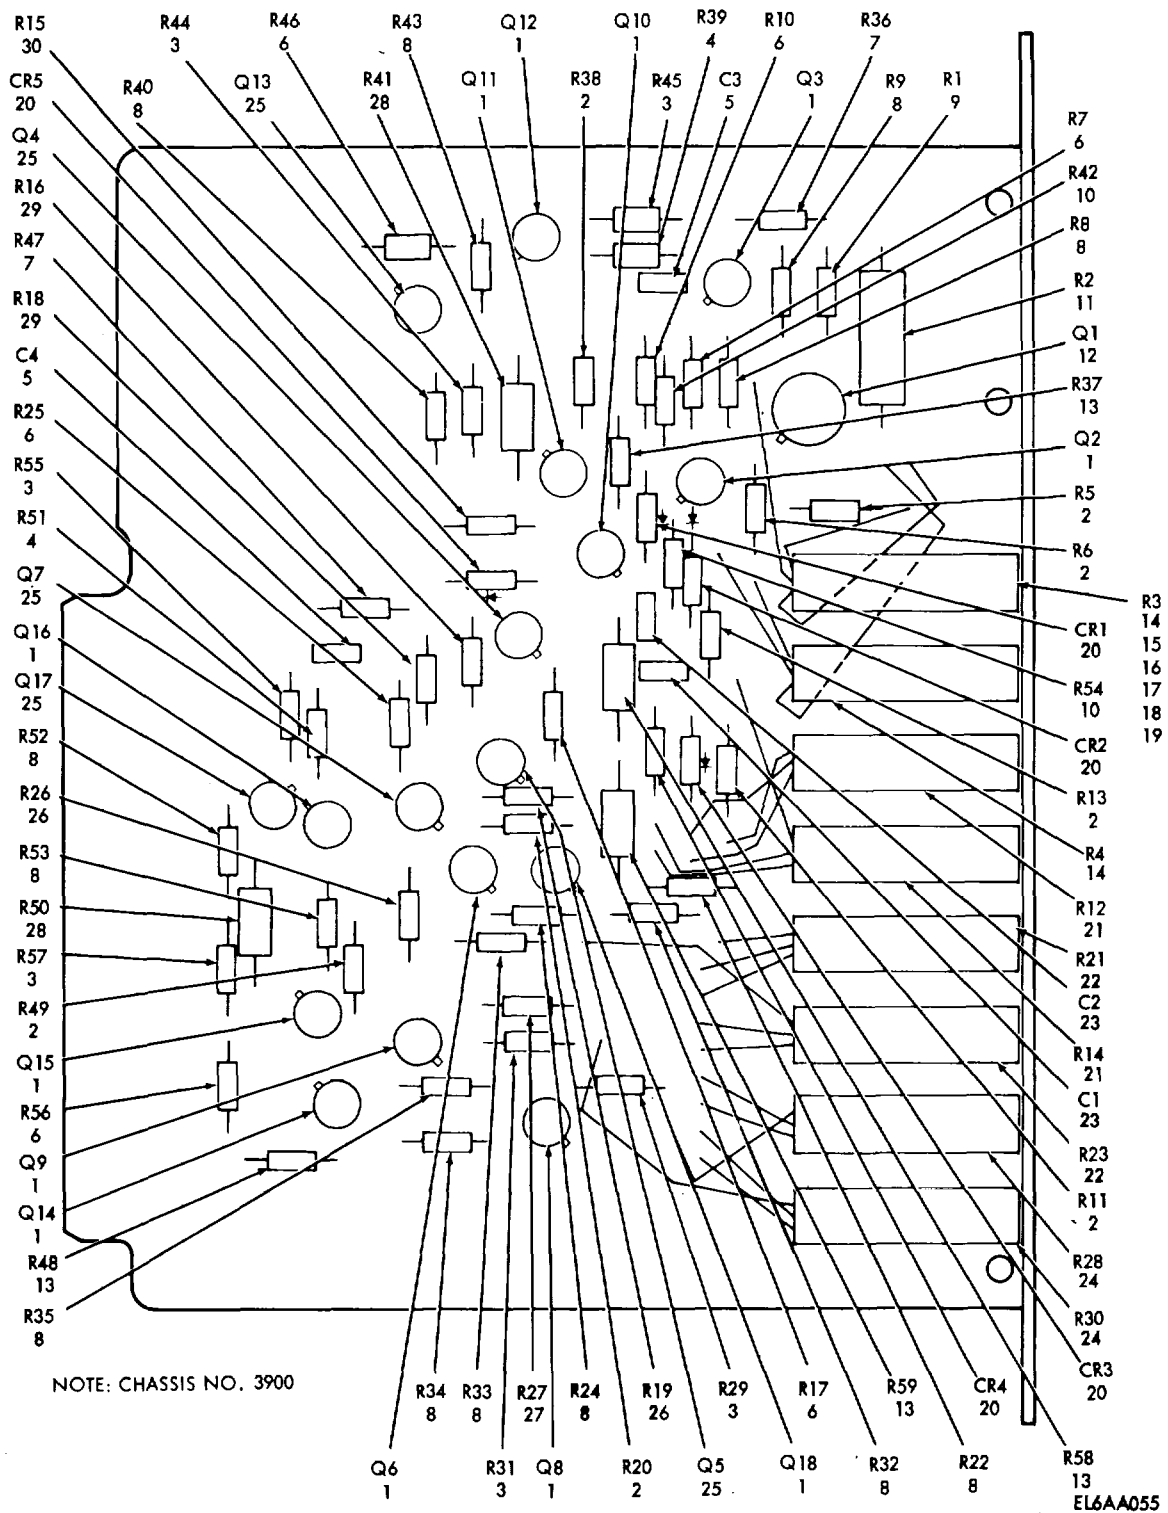 R15
30
R44
3
R46
6
R43
8
Q12
1
Q10
1
R39
4
R10
6
R36
7
CR5
20
R40
8
Q13
25
R41
28
Q11
1
R38
2
R45
3
C3
5
Q3
1
R9
8
R1
9
Q4
25
R16
29
R47
7
R18
29
C4
5
R25
6
R55
3
R51
4
Q7
25
Q16
1
Q17
25
R52
8
R26
26
R53
8
R50
28
R57
3
R49
2
Q15
1
R56
6
Q9
1
Q14
1
R48
13
R35
8
R7
6
R42
10
R8
8
R2
11
Q1
12
R37
13
Q2
1
R5
2
R6
2
R3
14
15
16
17
18
19
CR1
20
R54
10
CR2
20
R13
2
R4
14
R12
21
R21
22
C2
23
R14
21
C1
23
R23
22
R11
2
R28
24
R30
24
CR3
20
NOTE: CHASSIS NO. 3900
R34
8
R33
8
R27
27
R24
8
R19
26
R29
3
R17
6
R59
13
CR4
20
Q6
1
R31
3
Q8
1
R20
2
Q5
25
Q18
1
R32
8
R22
8
R58
13
EL6AA055